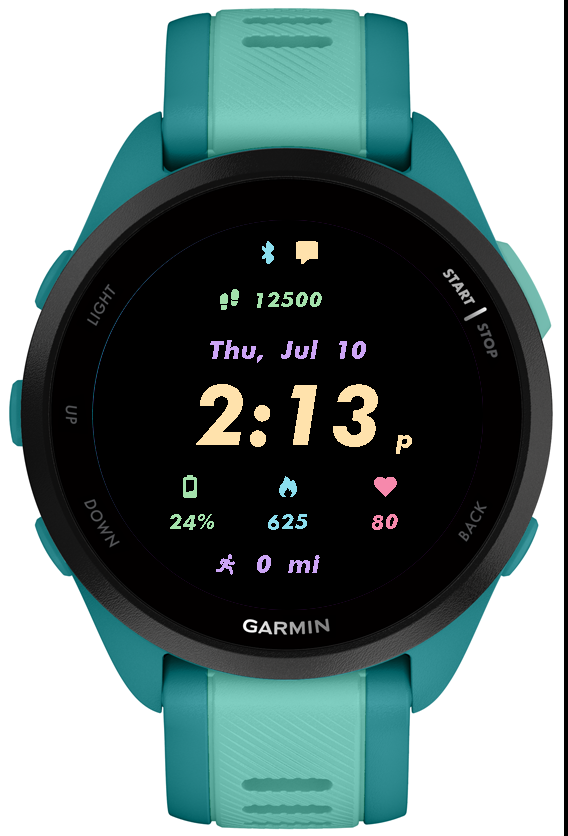 12500
START
STOP
LIGHT
Thu, Jul 10
2:13 p
UP
24% 625 80
DOWN
BACK
0 mi
GARMIN